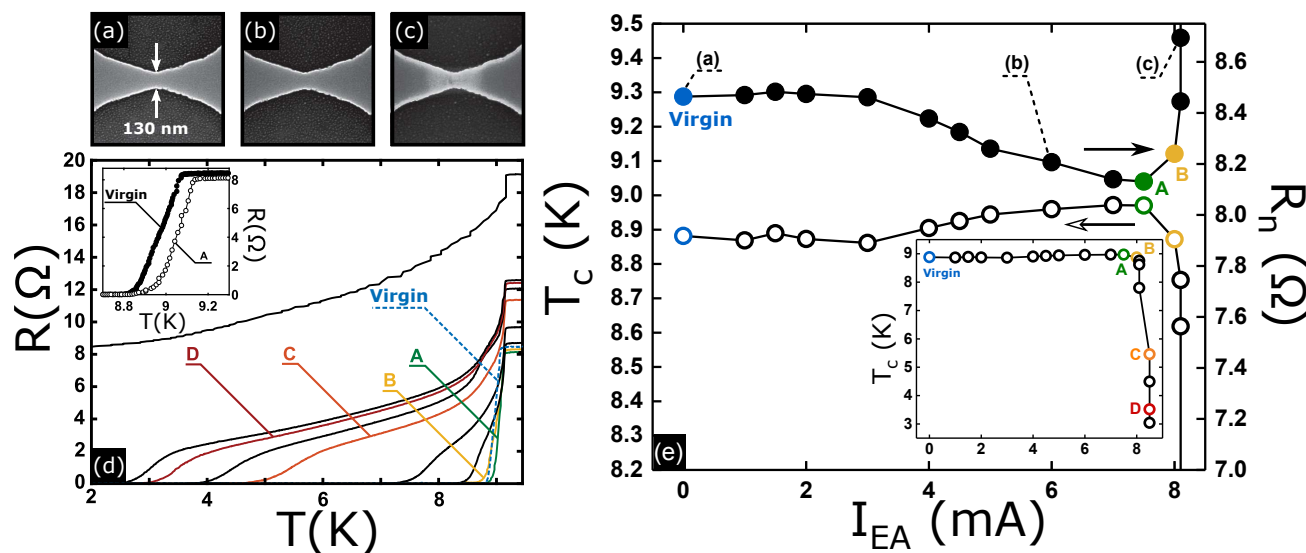 (a)
(b)
(c)
130 nm
20
18
16
14
12
10
8
6
4
2
0
R(Ω)
2
4
6
8
T(K)
(d)
Virgin
A
8
6
4
2
0
R(Ω)
8.8
9
9.2
T(K)
Virgin
D
C
B
A
9.5
9.4
9.3
9.2
9.1
9.0
8.9
8.8
8.7
8.6
8.5
8.4
8.3
8.2
T_C (K)
(a)
(b)
(c)
Virgin
A
B
8.6
8.4
8.2
8.0
7.8
7.6
7.4
7.2
7.0
R_n (Ω)
0
2
4
6
8
I_EA (mA)
(e)
9
8
7
6
5
4
3
T_C (K)
Virgin
A
B
C
D
0
2
4
6
8